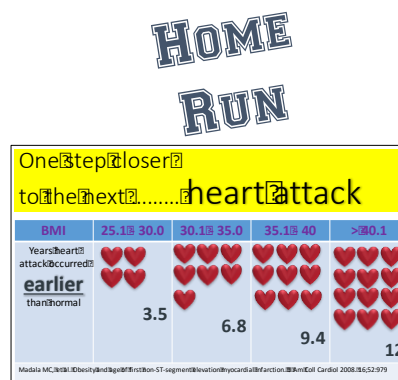 HOME
RUN
One step closer
to the next......... heart attack
BMI 25.1 30.0 30.1 35.0 35.1 40 >40.1
Years heart
attack occurred
earlier
than normal
3.5 6.8 9.4 12
Madala MC, et al. Obesity and age of first non-ST-segment elevation myocardial infarction. J Am Coll Cardiol 2008. 16;52:979